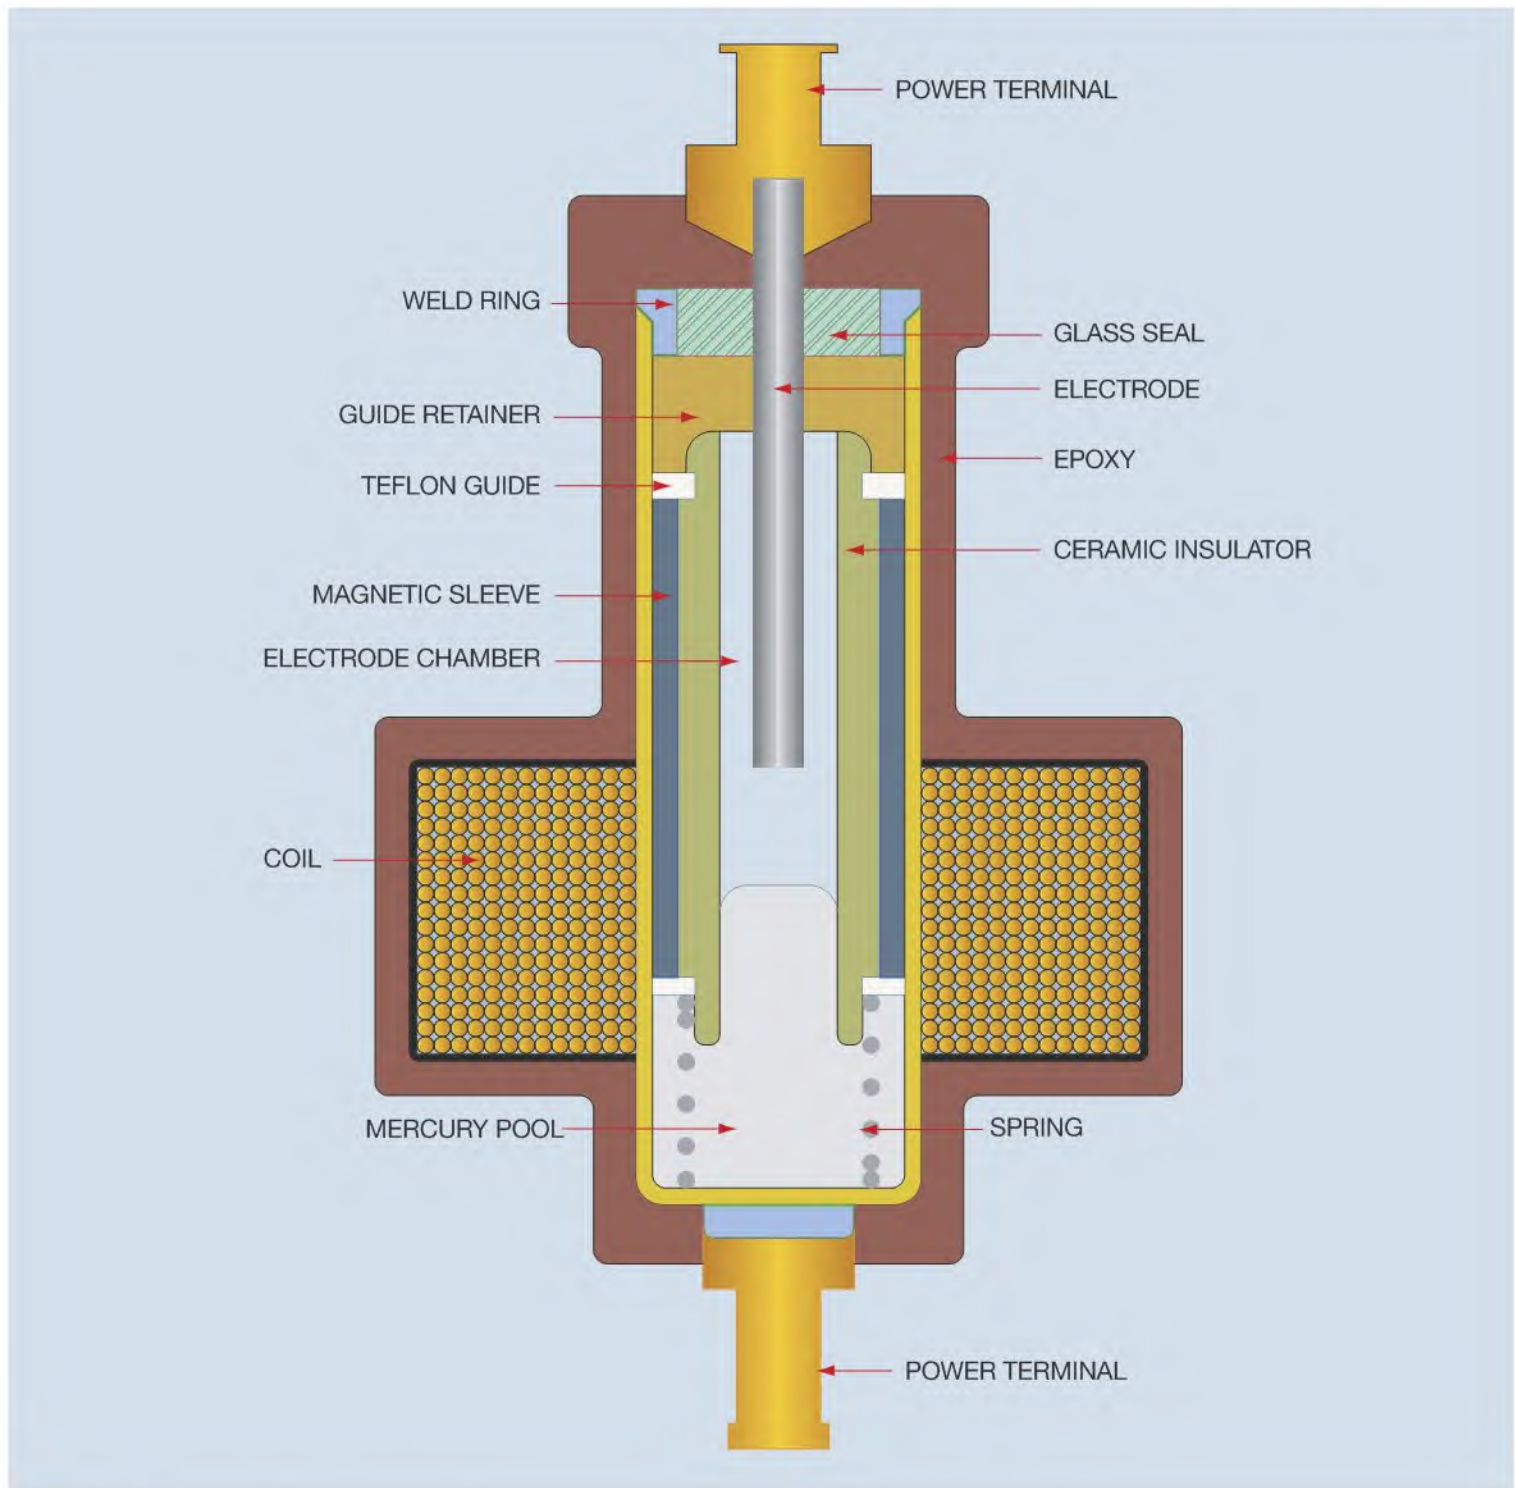 POWER TERMINAL
WELD RING
GLASS SEAL
ELECTRODE
GUIDE RETAINER
EPOXY
TEFLON GUIDE
CERAMIC INSULATOR
MAGNETIC SLEEVE
ELECTRODE CHAMBER
COIL
MERCURY POOL
SPRING
POWER TERMINAL